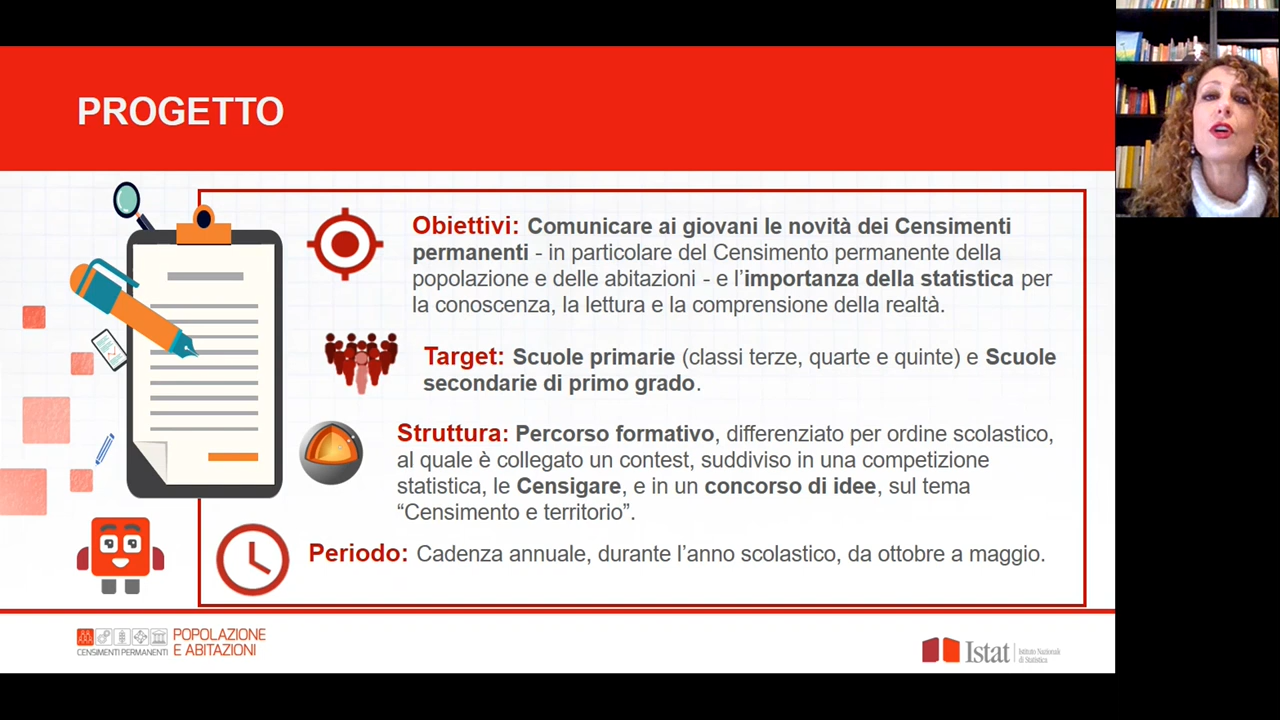 PROGETTO
Obiettivi: Comunicare ai giovani le novità dei Censimenti
permanenti - in particolare del Censimento permanente della
popolazione e delle abitazioni - e l’importanza della statistica per
la conoscenza, la lettura e la comprensione della realtà.
Target: Scuole primarie (classi terze, quarte e quinte) e Scuole
secondarie di primo grado.
Struttura: Percorso formativo, differenziato per ordine scolastico,
al quale è collegato un contest, suddiviso in una competizione
statistica, le Censigare, e in un concorso di idee, sul tema
“Censimento e territorio”.
Periodo: Cadenza annuale, durante l’anno scolastico, da ottobre a maggio.
CENSIMENTI PERMANENTI
POPOLAZIONE
E ABITAZIONI
Istat
Istituto Nazionale
di Statistica